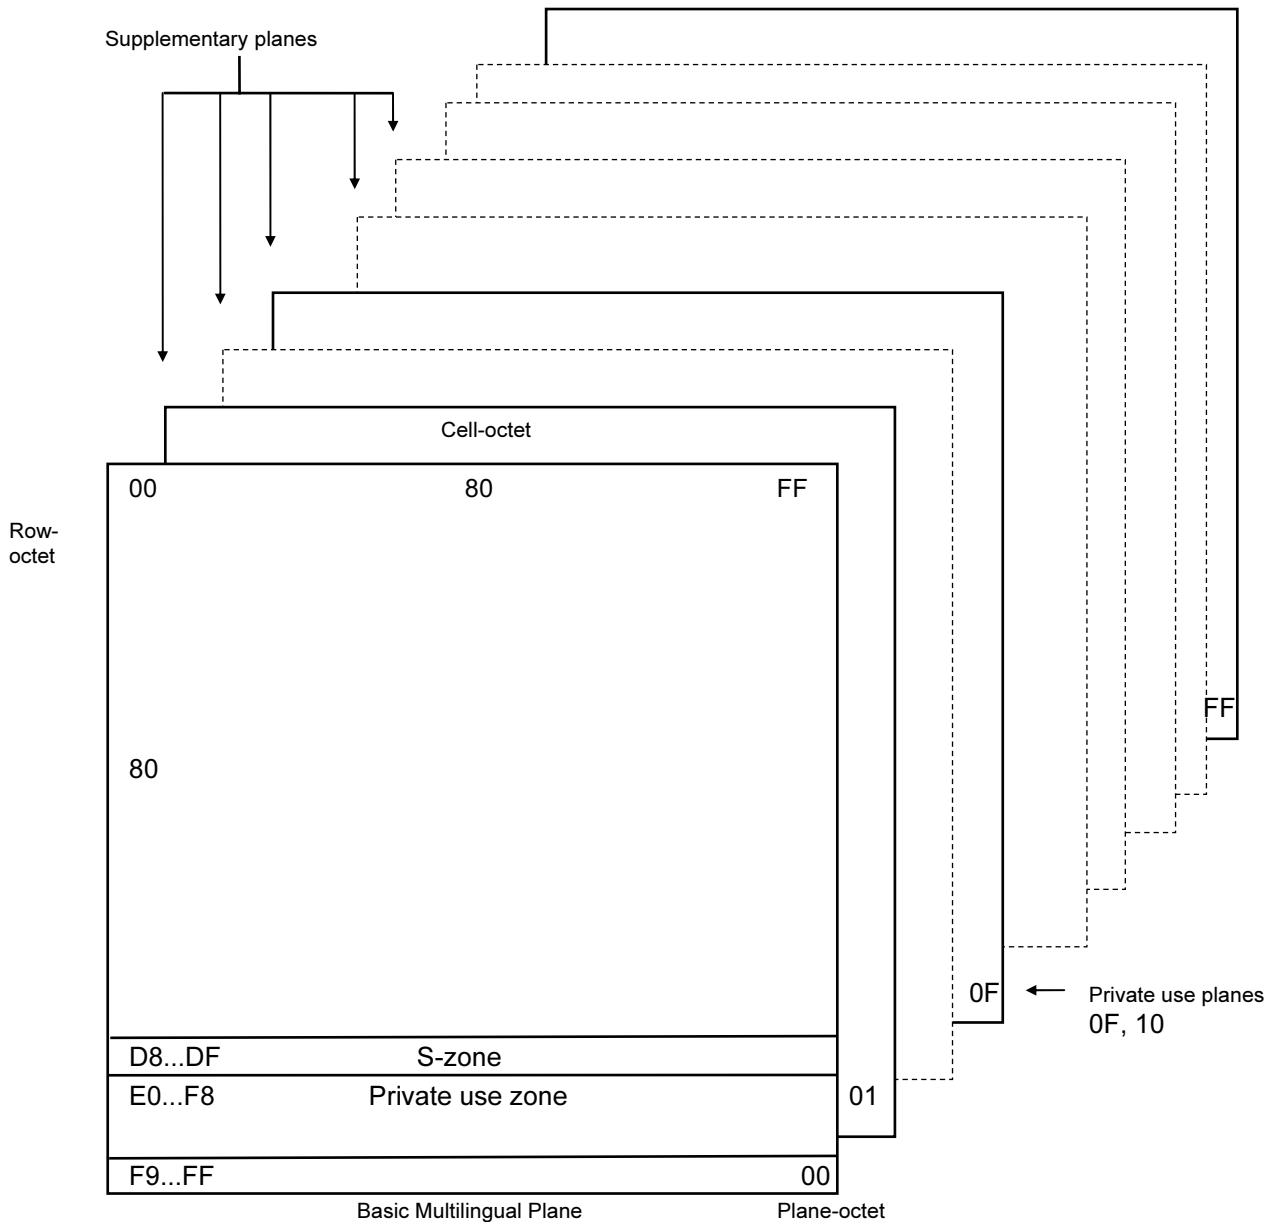 Supplementary planes
Cell-octet
00 80 FF
Row-
octet
FF
80
0F
Private use planes
0F, 10
D8...DF S-zone
E0...F8 Private use zone
01
F9...FF 00
Basic Multilingual Plane Plane-octet